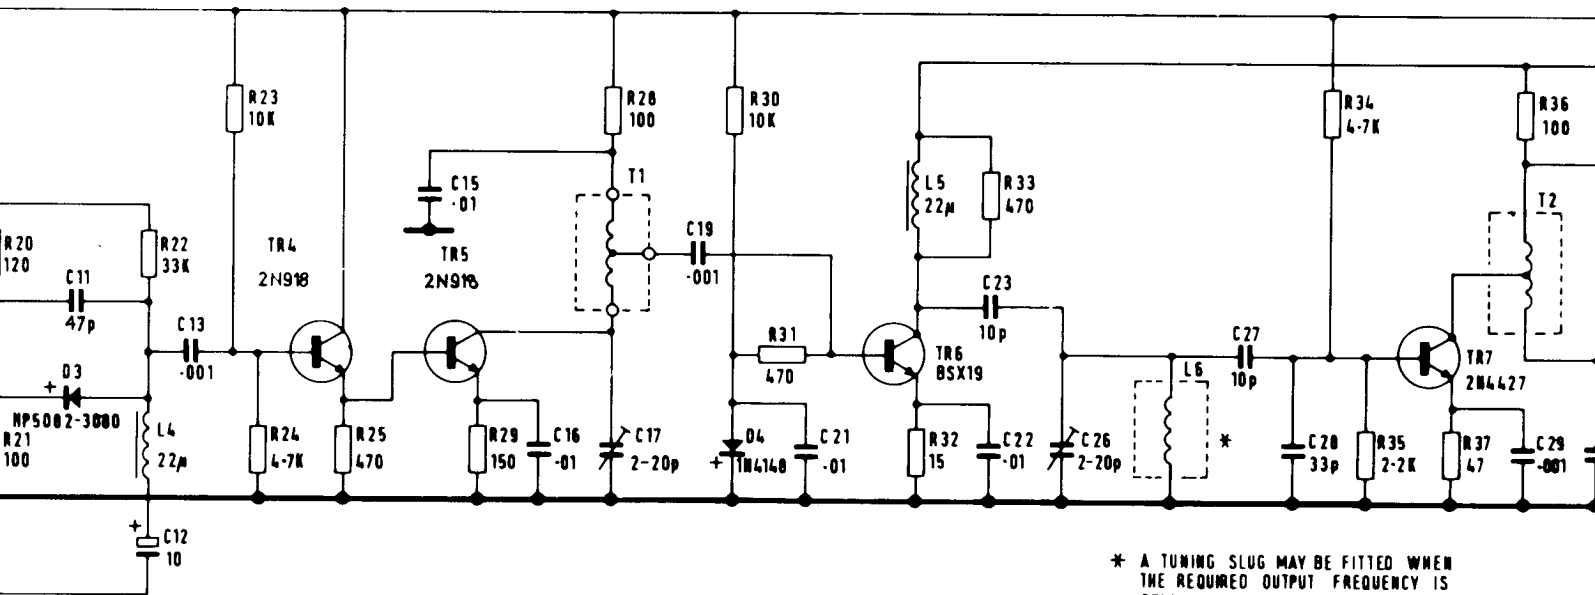 R23
10K
R28
100
R30
10K
R34
4·7K
R36
100
C15
·01
T1
L5
22µ
R33
470
T2
R20
120
R22
33K
TR4
2N918
TR5
2N918
C19
·001
C11
47p
C13
·001
C23
10p
R31
470
TR6
BSX19
C27
10p
L6
TR7
2N4427
D3
+
HP5082-3080
R21
100
L4
22µ
R24
4·7K
R25
470
R29
150
C16
·01
C17
2-20p
D4
+
1N4148
C21
·01
R32
15
C22
·01
C26
2-20p
*
C28
33p
R35
2·2K
R37
47
C29
·001
+
C12
10
* A TUNING SLUG MAY BE FITTED WHEN
THE REQUIRED OUTPUT FREQUENCY IS